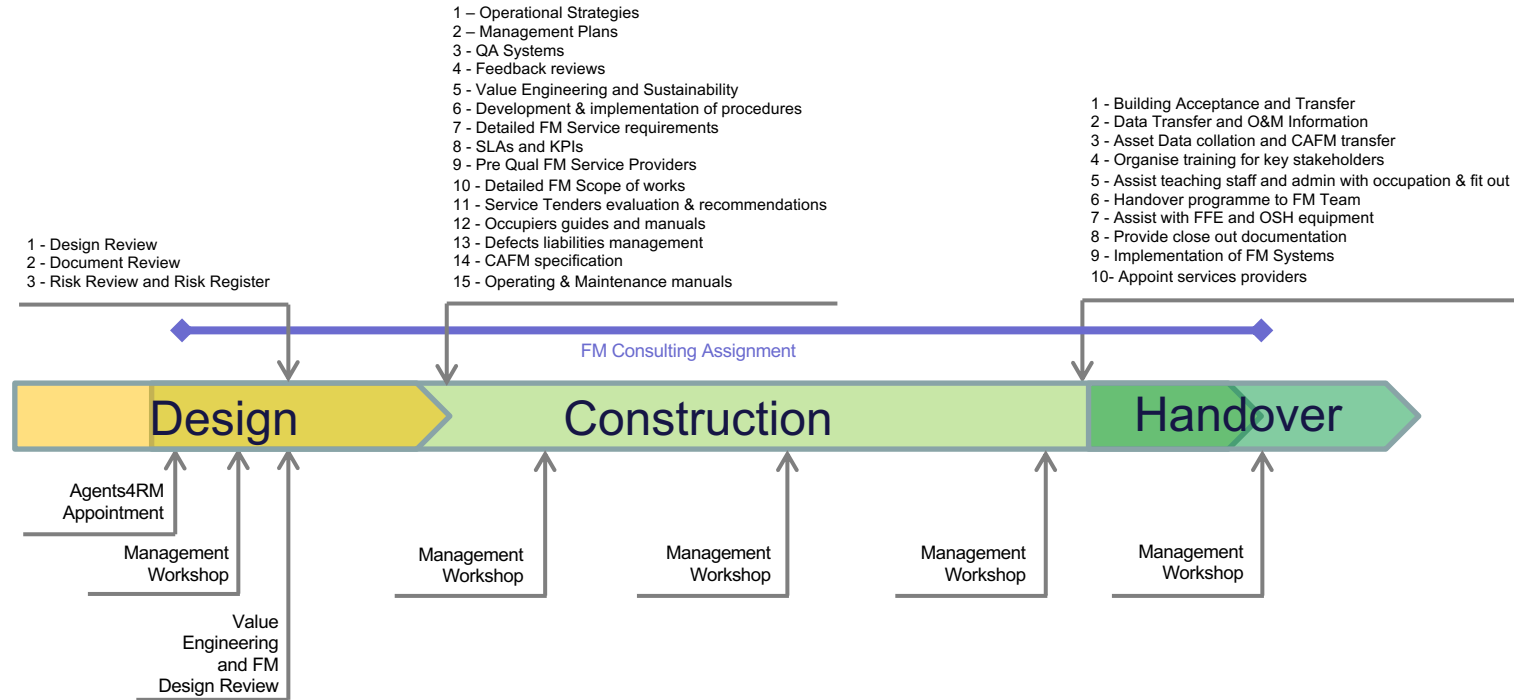 1 – Operational Strategies
2 – Management Plans
3 - QA Systems
4 - Feedback reviews
5 - Value Engineering and Sustainability
6 - Development & implementation of procedures
7 - Detailed FM Service requirements
8 - SLAs and KPIs
9 - Pre Qual FM Service Providers
10 - Detailed FM Scope of works
11 - Service Tenders evaluation & recommendations
12 - Occupiers guides and manuals
13 - Defects liabilities management
14 - CAFM specification
15 - Operating & Maintenance manuals
1 - Building Acceptance and Transfer
2 - Data Transfer and O&M Information
3 - Asset Data collation and CAFM transfer
4 - Organise training for key stakeholders
5 - Assist teaching staff and admin with occupation & fit out
6 - Handover programme to FM Team
7 - Assist with FFE and OSH equipment
8 - Provide close out documentation
9 - Implementation of FM Systems
10- Appoint services providers
1 - Design Review
2 - Document Review
3 - Risk Review and Risk Register
FM Consulting Assignment
Design
Construction
Handover
Agents4RM
Appointment
Management
Workshop
Value
Engineering
and FM
Design Review
Management
Workshop
Management
Workshop
Management
Workshop
Management
Workshop